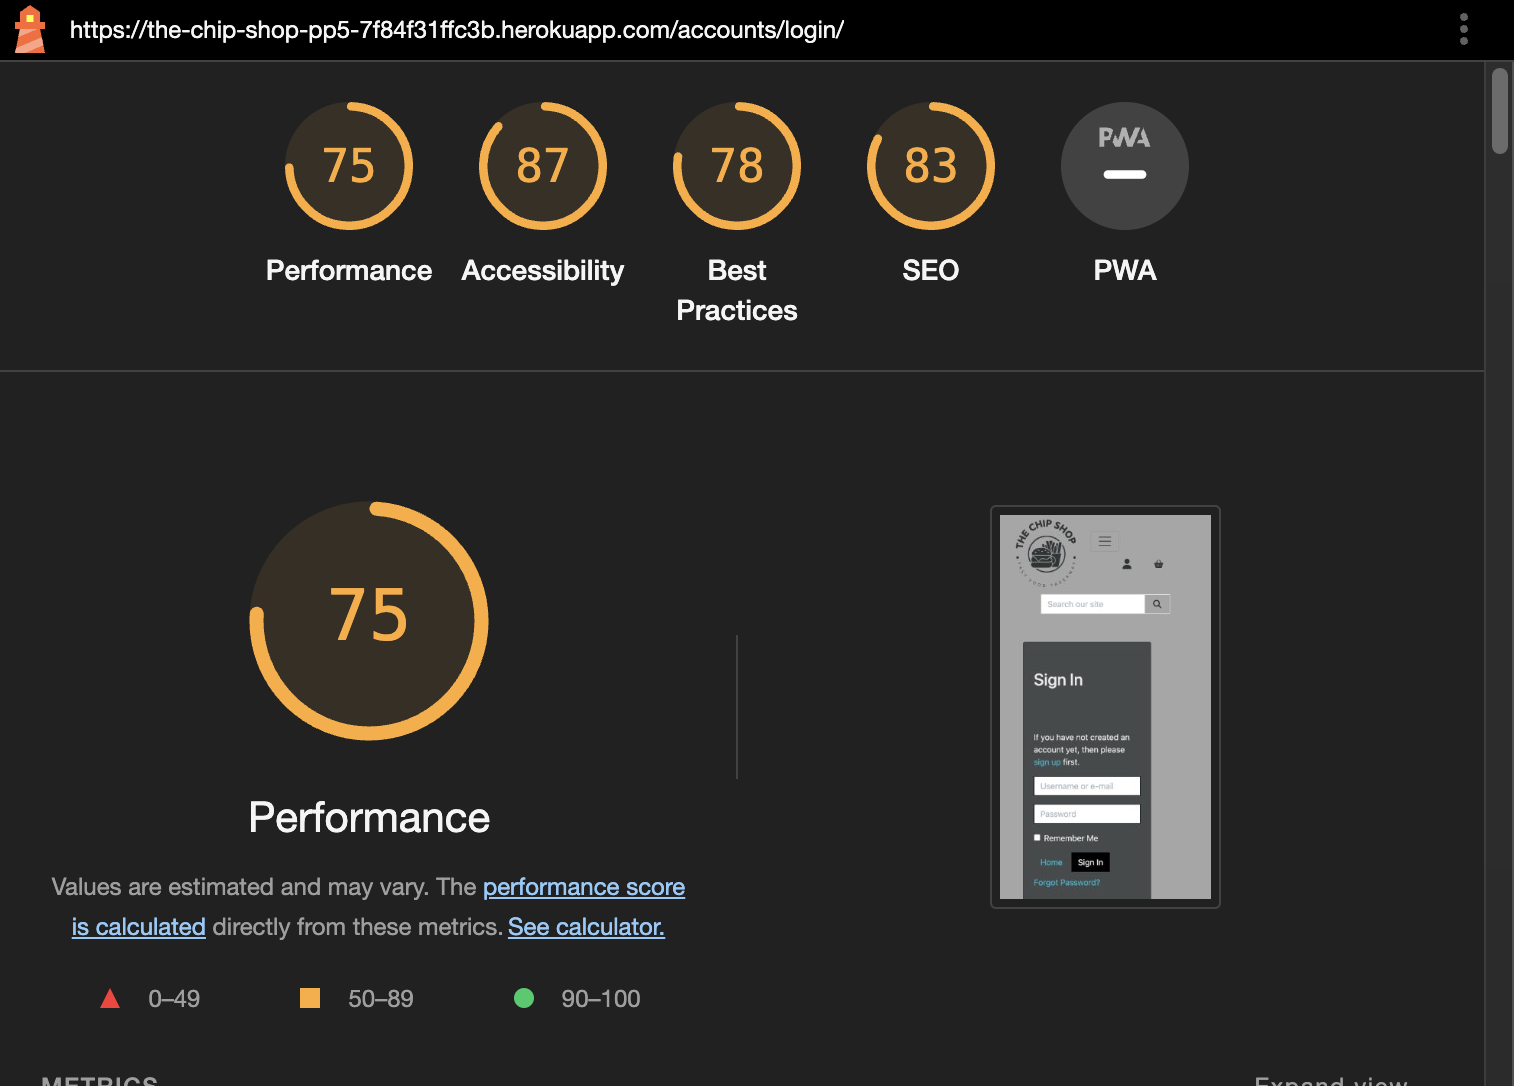 https://the-chip-shop-pp5-7f84f31ffc3b.herokuapp.com/accounts/login/
75
87
78
83
PWA
Performance
Accessibility
Best
Practices
SEO
PWA
75
Performance
Values are estimated and may vary. The performance score
is calculated directly from these metrics. See calculator.
0–49
50–89
90–100
THE CHIP SHOP
Search our site
Sign In
If you have not created an
account yet, then please
sign up first.
Username or e-mail
Password
Remember Me
Home
Sign In
Forgot Password?
METRICS
Expand view